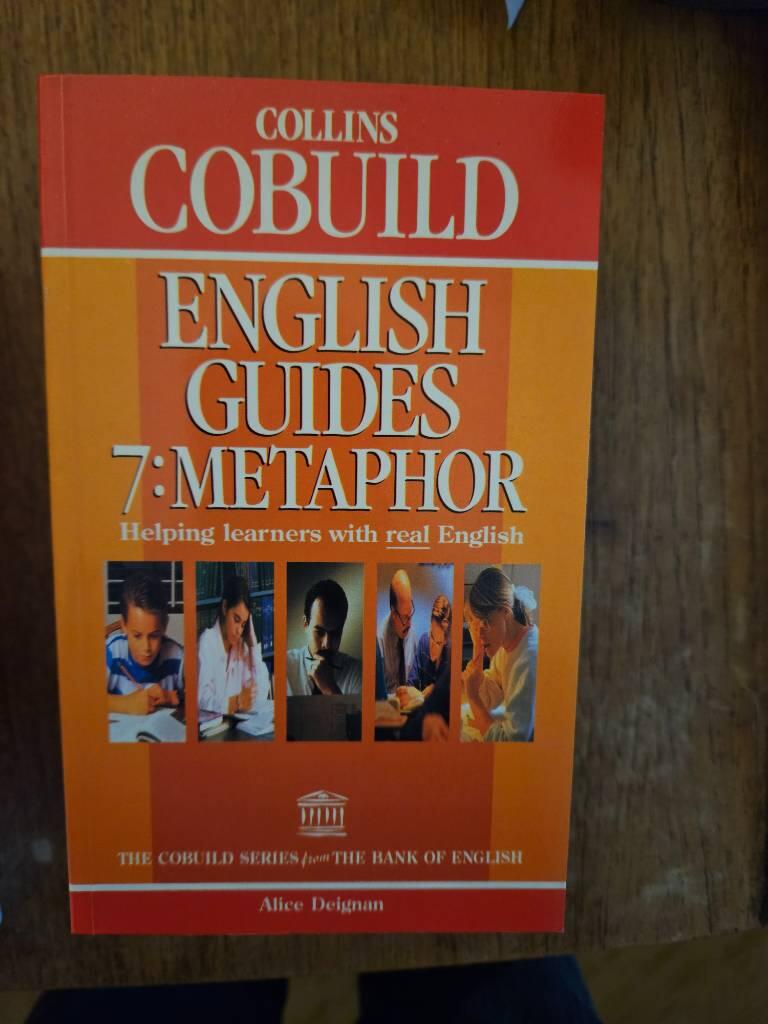 COLLINS
COBUILD
ENGLISH
GUIDES
7:METAPHOR
Helping learners with real English
THE COBUILD SERIES from THE BANK OF ENGLISH
Alice Deignan